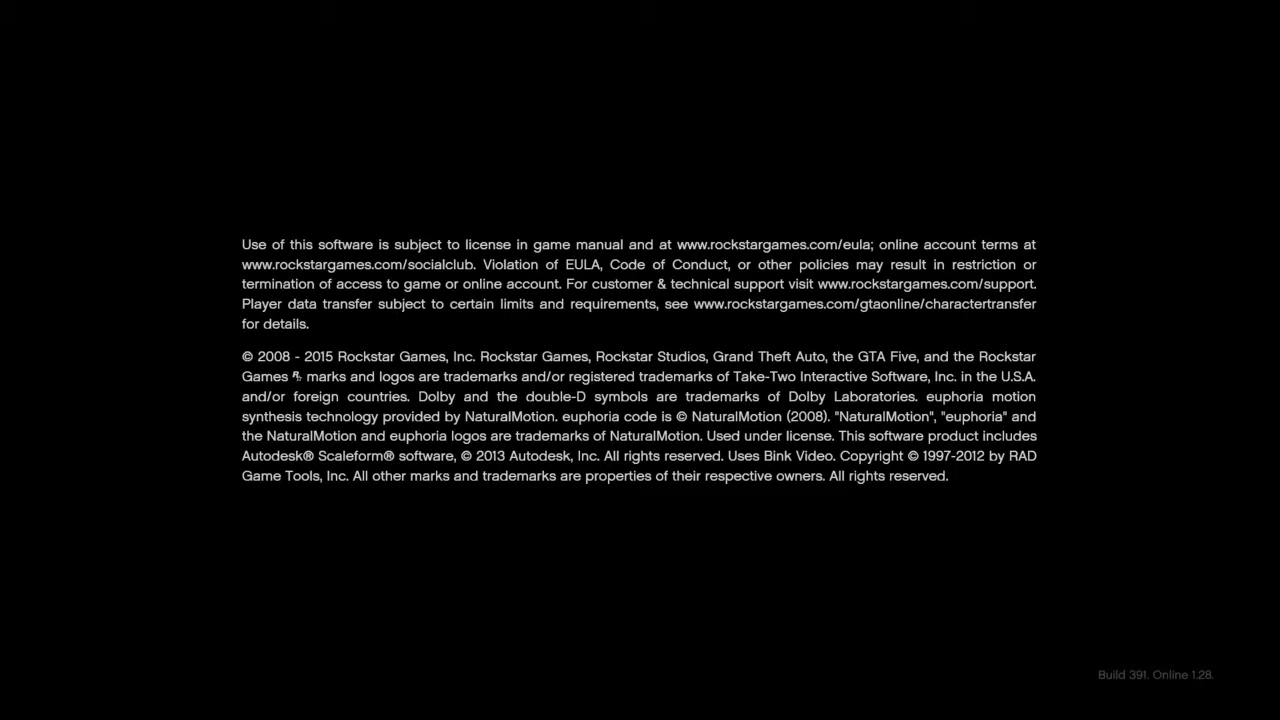 Use of this software is subject to license in game manual and at www.rockstargames.com/eula; online account terms at
www.rockstargames.com/socialclub. Violation of EULA, Code of Conduct, or other policies may result in restriction or
termination of access to game or online account. For customer & technical support visit www.rockstargames.com/support.
Player data transfer subject to certain limits and requirements, see www.rockstargames.com/gtaonline/charactertransfer
for details.
© 2008 - 2015 Rockstar Games, Inc. Rockstar Games, Rockstar Studios, Grand Theft Auto, the GTA Five, and the Rockstar
Games R* marks and logos are trademarks and/or registered trademarks of Take-Two Interactive Software, Inc. in the U.S.A.
and/or foreign countries. Dolby and the double-D symbols are trademarks of Dolby Laboratories. euphoria motion
synthesis technology provided by NaturalMotion. euphoria code is © NaturalMotion (2008). "NaturalMotion", "euphoria" and
the NaturalMotion and euphoria logos are trademarks of NaturalMotion. Used under license. This software product includes
Autodesk® Scaleform® software, © 2013 Autodesk, Inc. All rights reserved. Uses Bink Video. Copyright © 1997-2012 by RAD
Game Tools, Inc. All other marks and trademarks are properties of their respective owners. All rights reserved.
Build 391. Online 1.28.